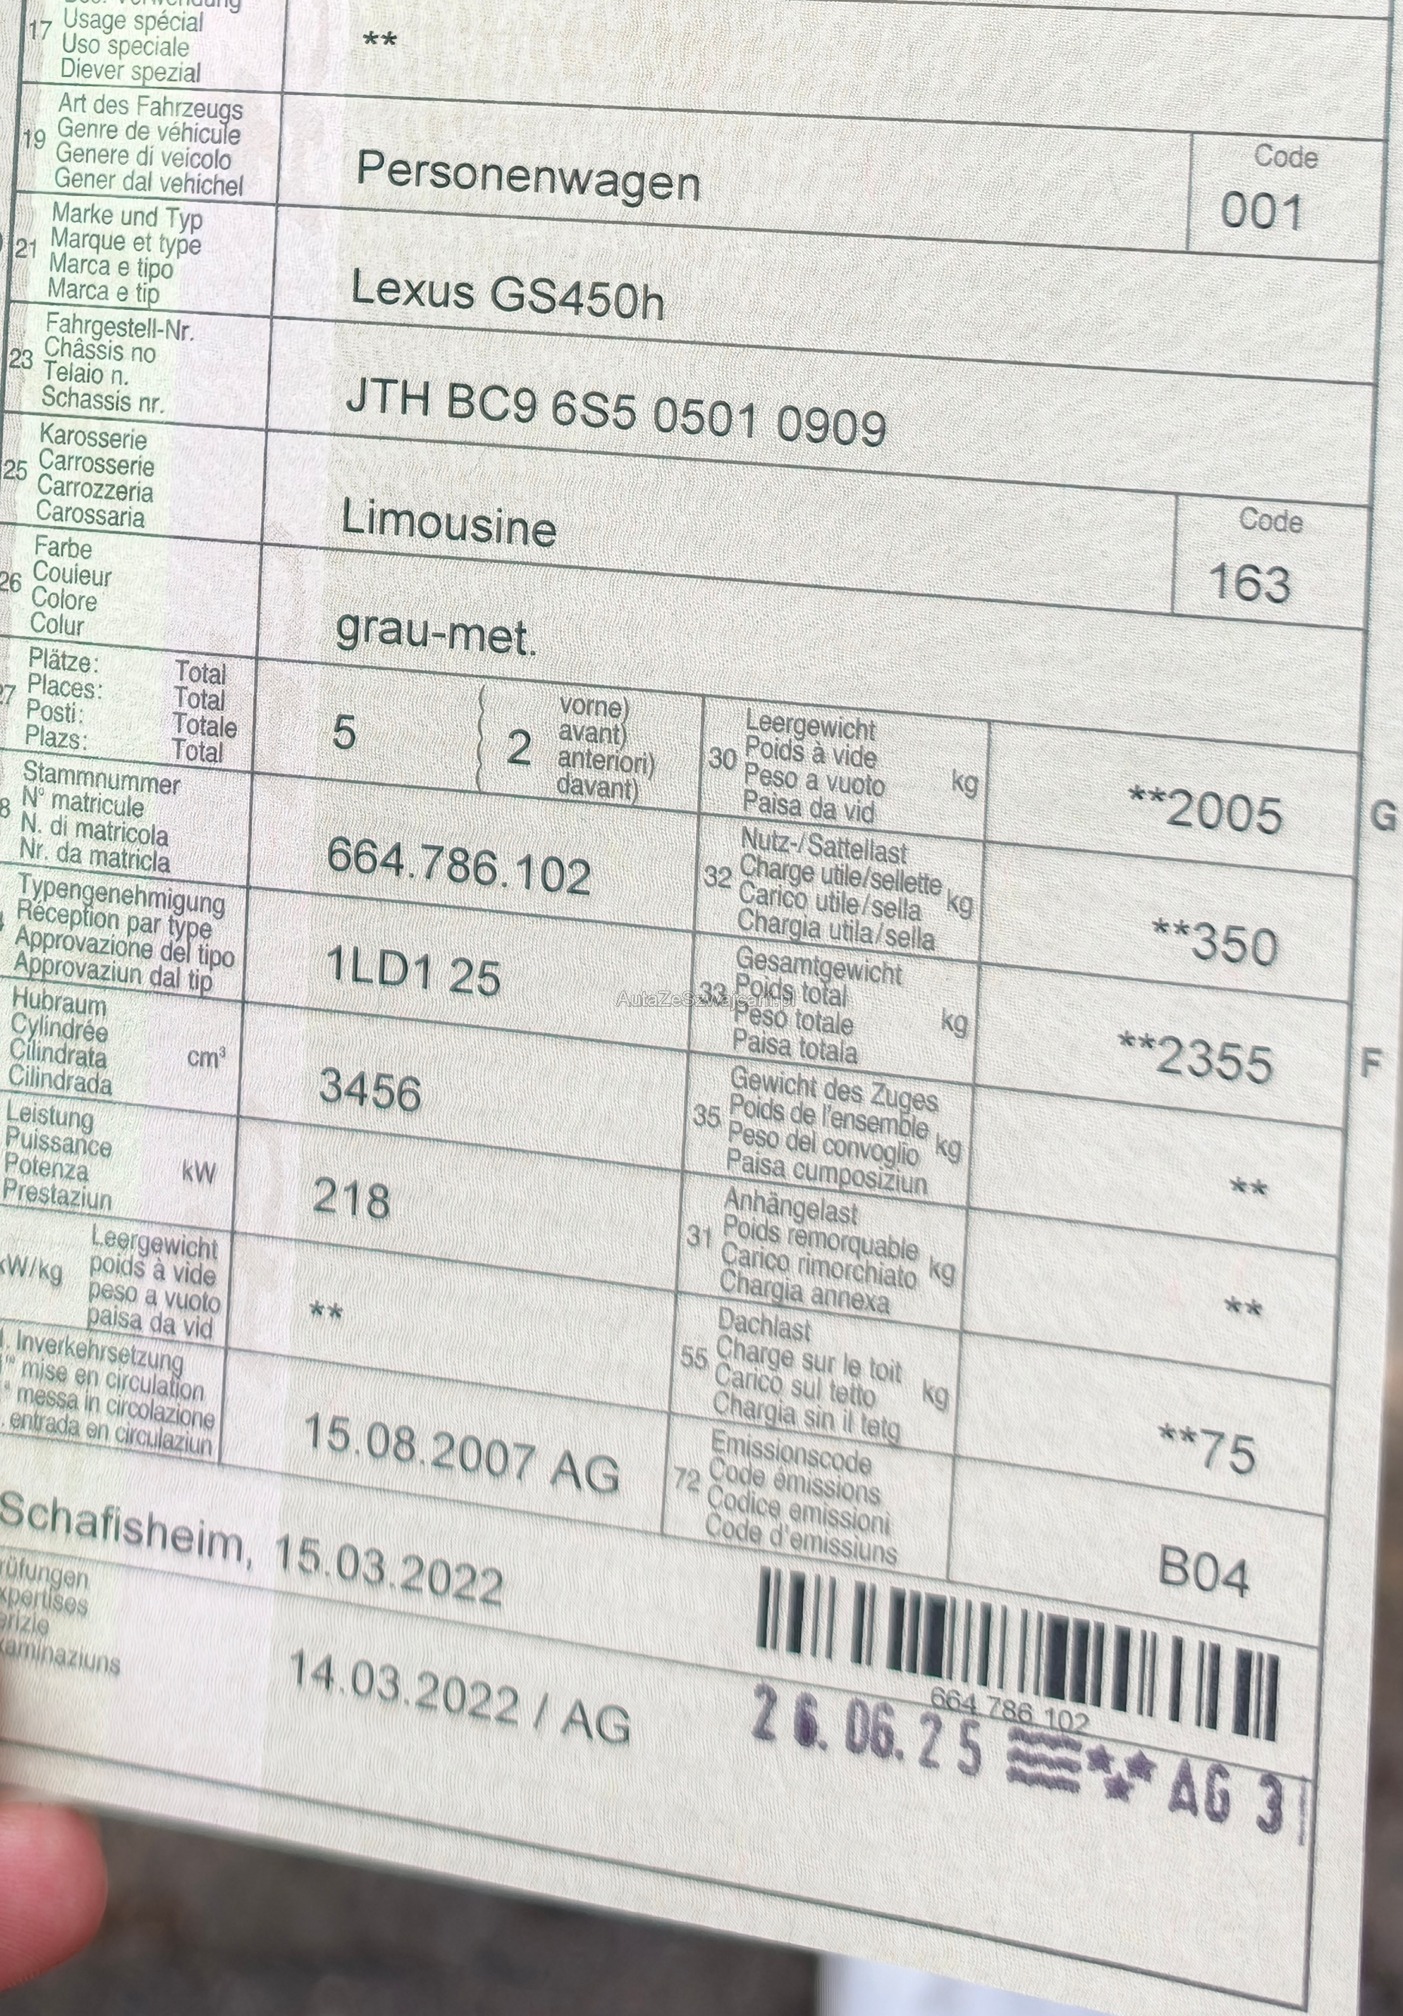 17 Usage spécial **
Uso speciale
Diever spezial
Art des Fahrzeugs
19 Genre de véhicule
Genere di veicolo
Gener dal vehichel
Personenwagen
Code
001
Marke und Typ
21 Marque et type
Marca e tipo
Marca e tip
Lexus GS450h
Fahrgestell-Nr.
23 Châssis no
Telaio n.
Schassis nr.
JTH BC9 6S5 0501 0909
Karosserie
25 Carrosserie
Carrozzeria
Carossaria
Limousine
Code
163
Farbe
26 Couleur
Colore
Colur
grau-met.
Plätze: Total
27 Places: Total
Posti: Totale
Plazs: Total
5
2
vorne)
avant)
anteriori)
davant)
Leergewicht
30 Poids à vide
Peso a vuoto kg
Paisa da vid
**2005
G
Stammnummer
N° matricule
N. di matricola
Nr. da matricla
664.786.102
Nutz-/Sattellast
32 Charge utile/sellette kg
Carico utile/sella
Chargia utila/sella
**350
Typengenehmigung
Réception par type
Approvazione del tipo
Approvaziun dal tip
1LD1 25
Gesamtgewicht
33 Poids total
Peso totale kg
Paisa totala
**2355
F
AutaZeSzwajcarii.pl
Hubraum
Cylindrée
Cilindrata cm³
Cilindrada
3456
Gewicht des Zuges
35 Poids de l'ensemble kg
Peso del convoglio
Paisa cumposiziun
**
Leistung
Puissance
Potenza kW
Prestaziun
218
Anhängelast
31 Poids remorquable kg
Carico rimorchiato
Chargia annexa
**
Leergewicht
kW/kg poids à vide
peso a vuoto
paisa da vid
**
Dachlast
55 Charge sur le toit
Carico sul tetto kg
Chargia sin il tetg
**75
1. Inverkehrsetzung
mise en circulation
messa in circolazione
entrada en circulaziun
15.08.2007 AG
Emissionscode
72 Code émissions
Codice emissioni
Code d'emissiuns
B04
Schafisheim, 15.03.2022
14.03.2022 / AG
664 786 102
26.06.25 AG 3